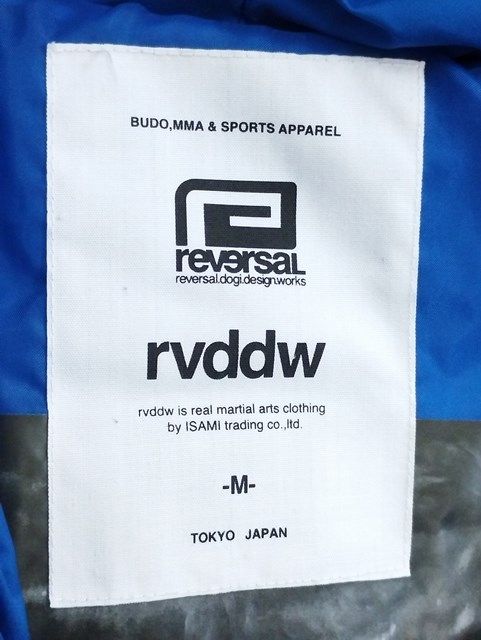 BUDO,MMA & SPORTS APPAREL
reversal
reversal.dogi.design.works
rvddw
rvddw is real martial arts clothing
by ISAMI trading co.,ltd.
-M-
TOKYO JAPAN